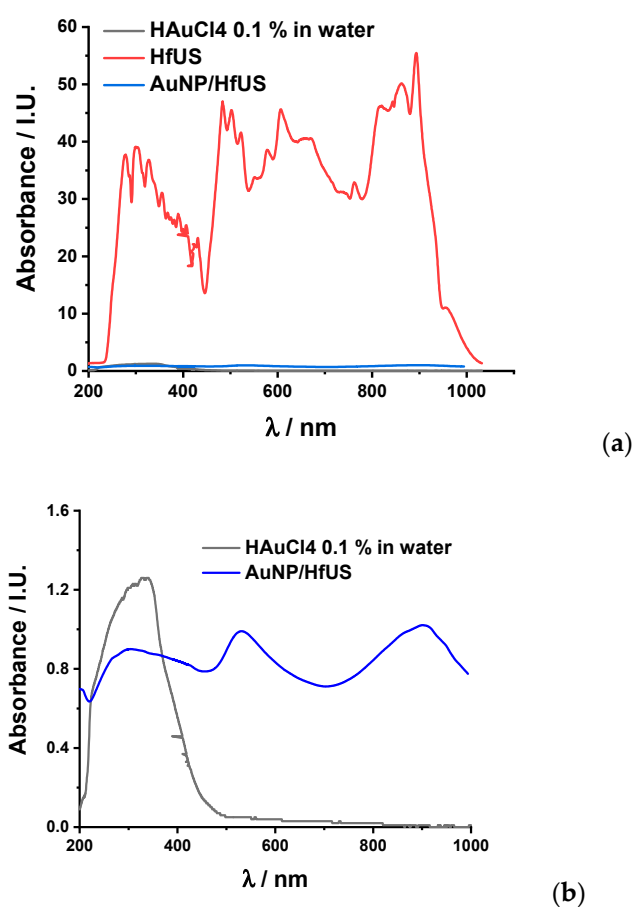 HAuCl4 0.1 % in water
HfUS
AuNP/HfUS
60
50
40
30
20
10
0
Absorbance / I.U.
200 400 600 800 1000
λ / nm
(a)
1.6
1.2
0.8
0.4
0.0
HAuCl4 0.1 % in water
AuNP/HfUS
Absorbance / I.U.
200 400 600 800 1000
λ / nm
(b)